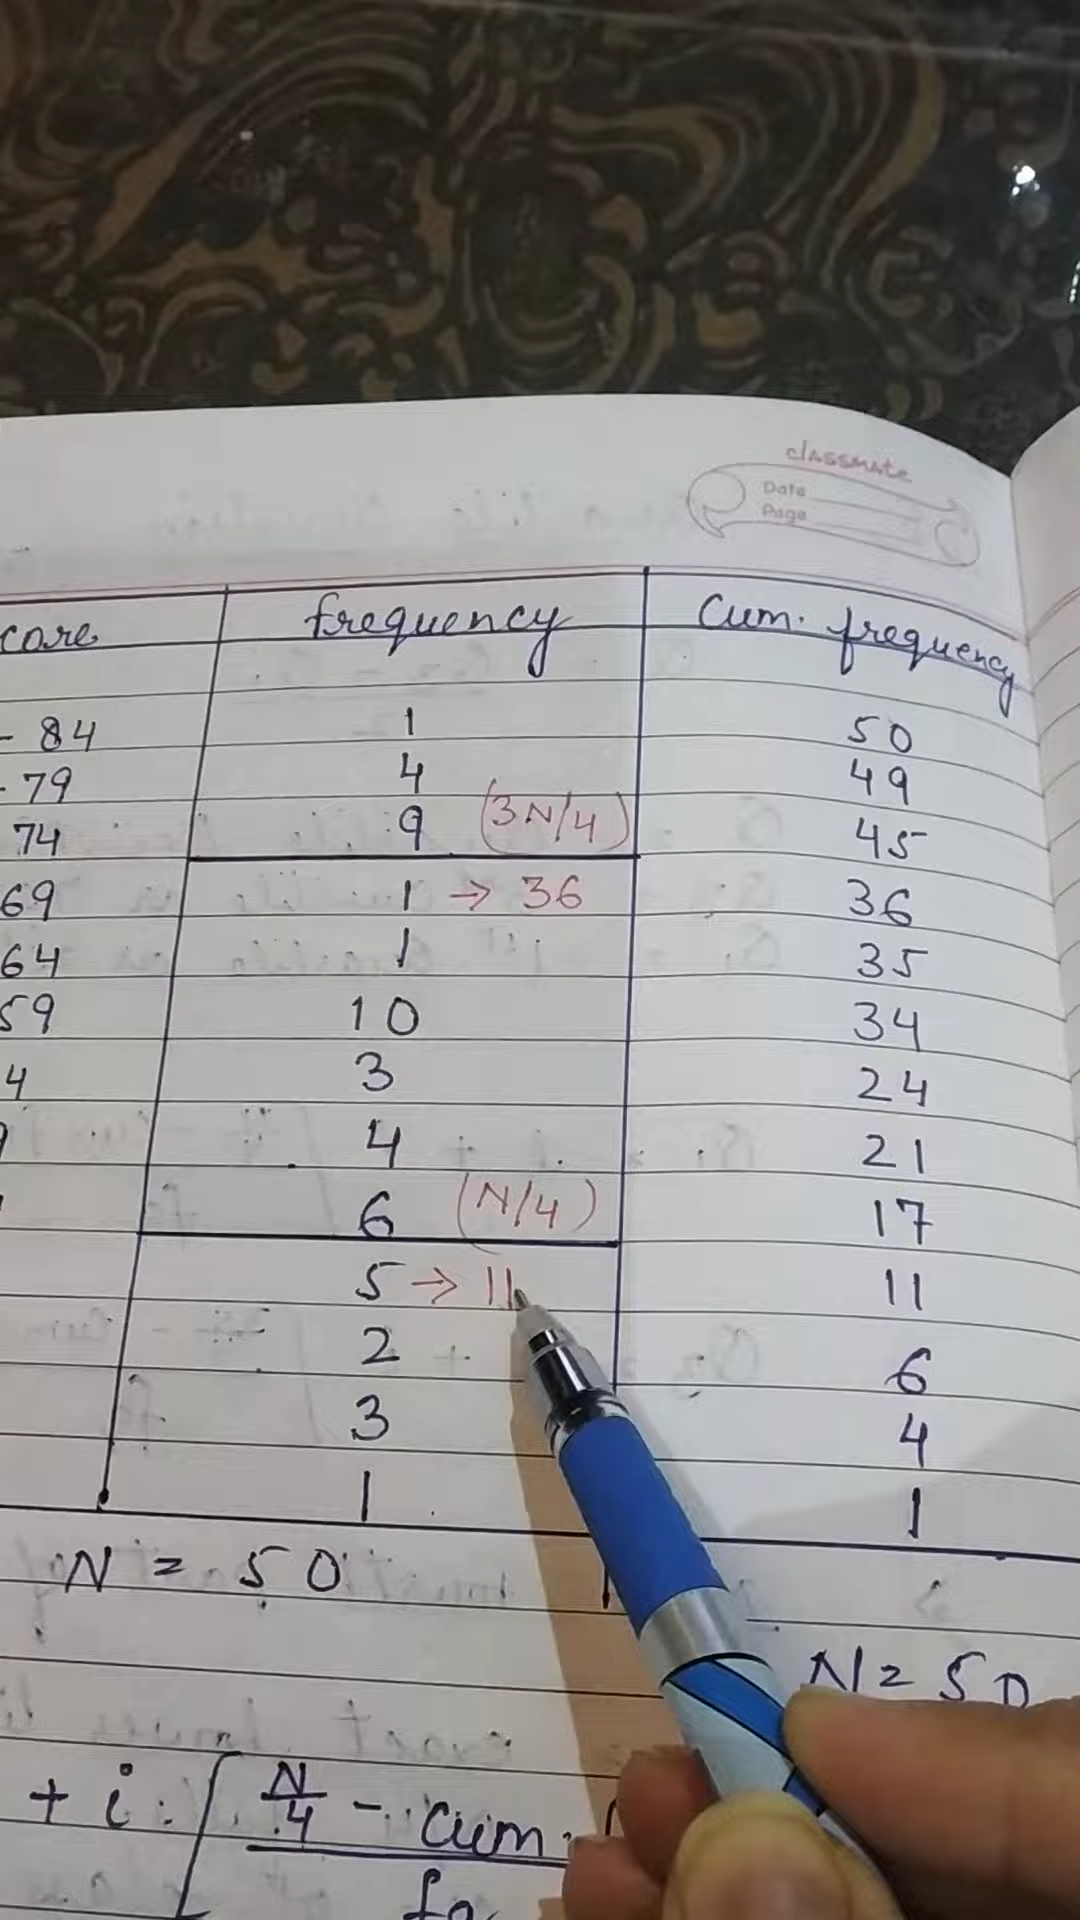 classmate
Date
Page
core frequency Cum. frequency
- 84 1 50
- 79 4 49
74 9 (3N/4) 45
69 1 → 36 36
64 1 35
59 10 34
4 3 24
9 4 21
6 (N/4) 17
5 → 11 11
2 6
3 4
1 1
N = 50
N = 50
+ i [ N/4 - Cum.